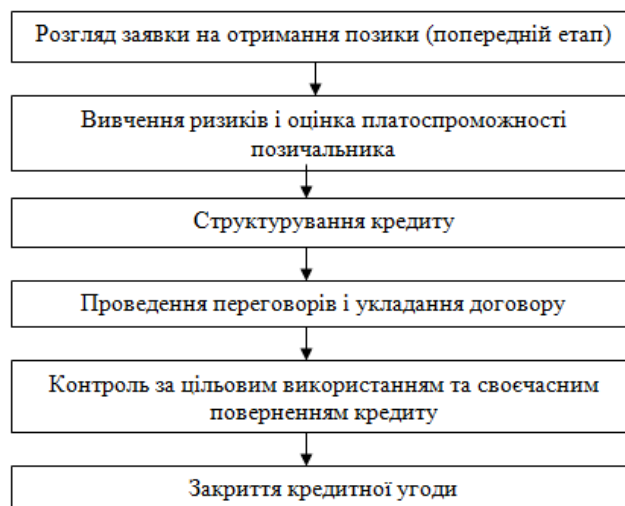 Розгляд заявки на отримання позики (попередній етап)
Вивчення ризиків і оцінка платоспроможності
позичальника
Структурування кредиту
Проведення переговорів і укладання договору
Контроль за цільовим використанням та своєчасним
поверненням кредиту
Закриття кредитної угоди